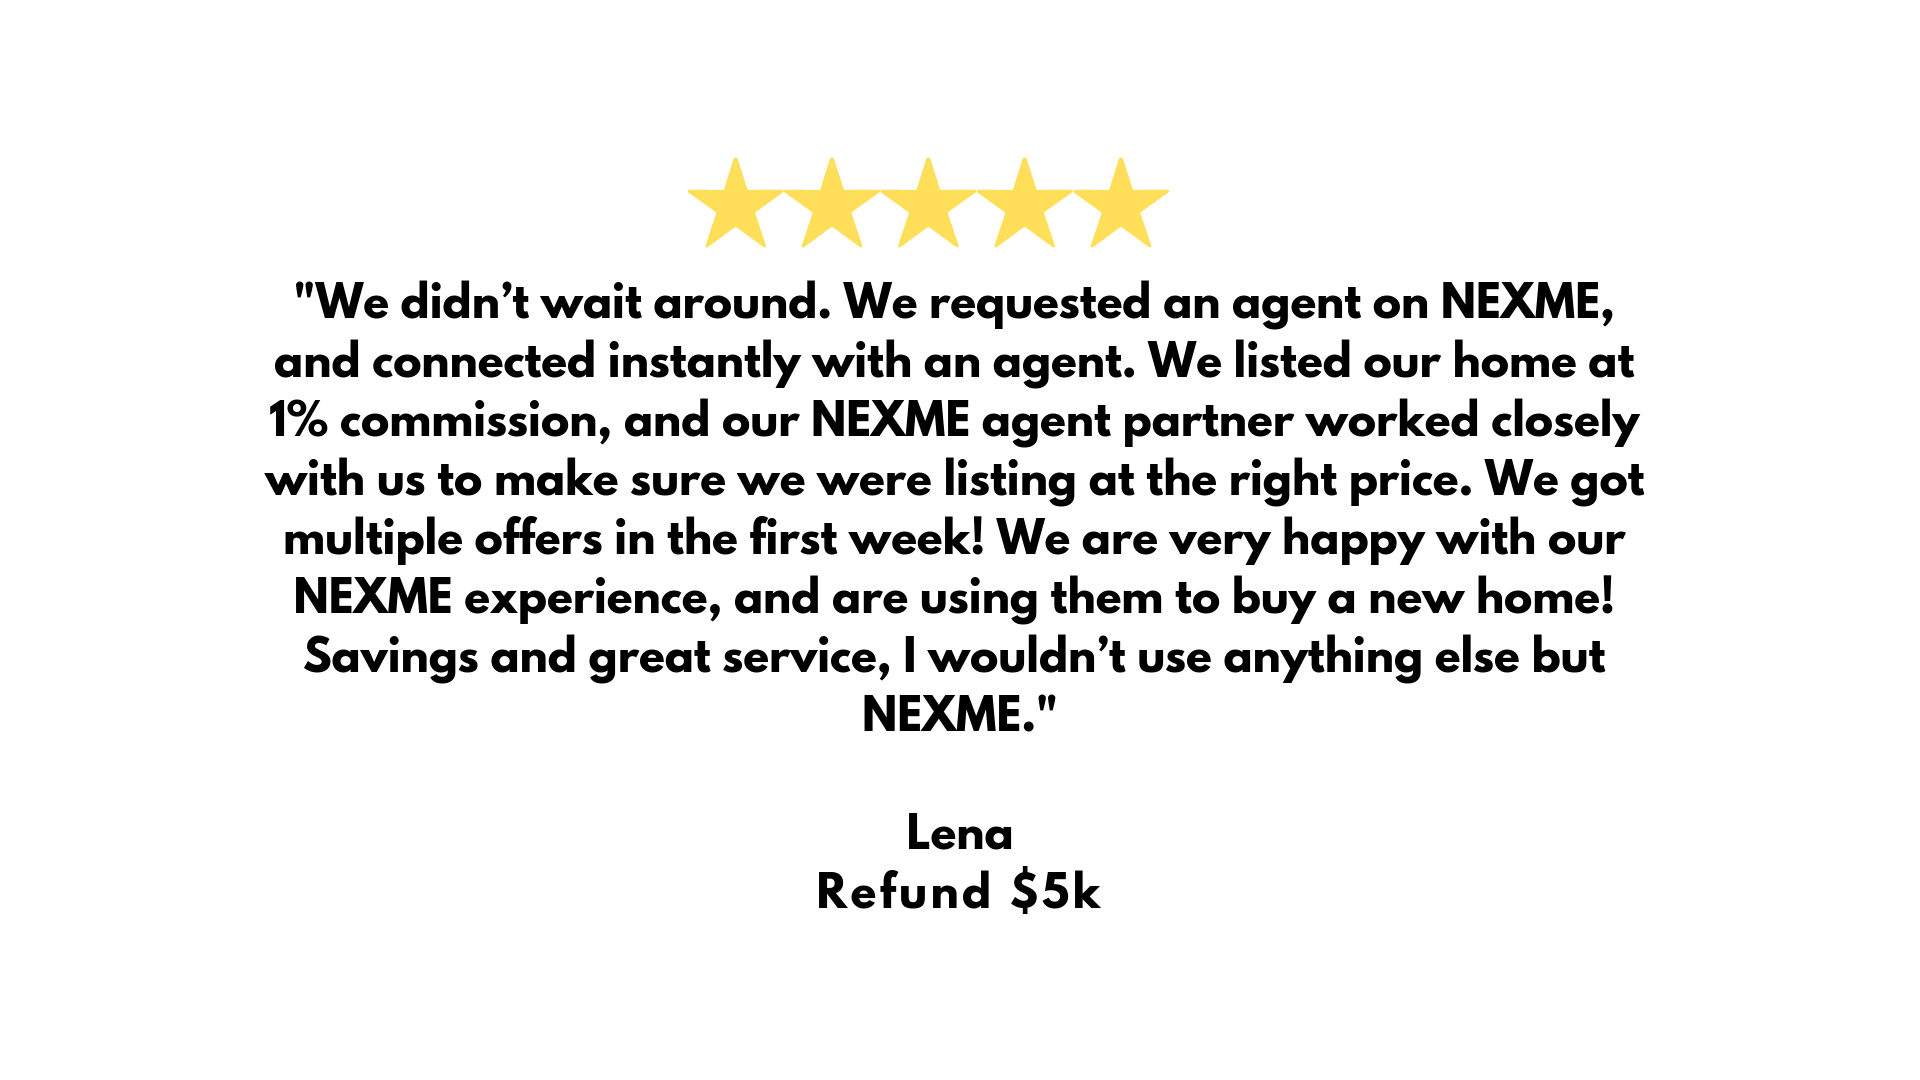 "We didn’t wait around. We requested an agent on NEXME,
and connected instantly with an agent. We listed our home at
1% commission, and our NEXME agent partner worked closely
with us to make sure we were listing at the right price. We got
multiple offers in the first week! We are very happy with our
NEXME experience, and are using them to buy a new home!
Savings and great service, I wouldn’t use anything else but
NEXME."
Lena
Refund $5k